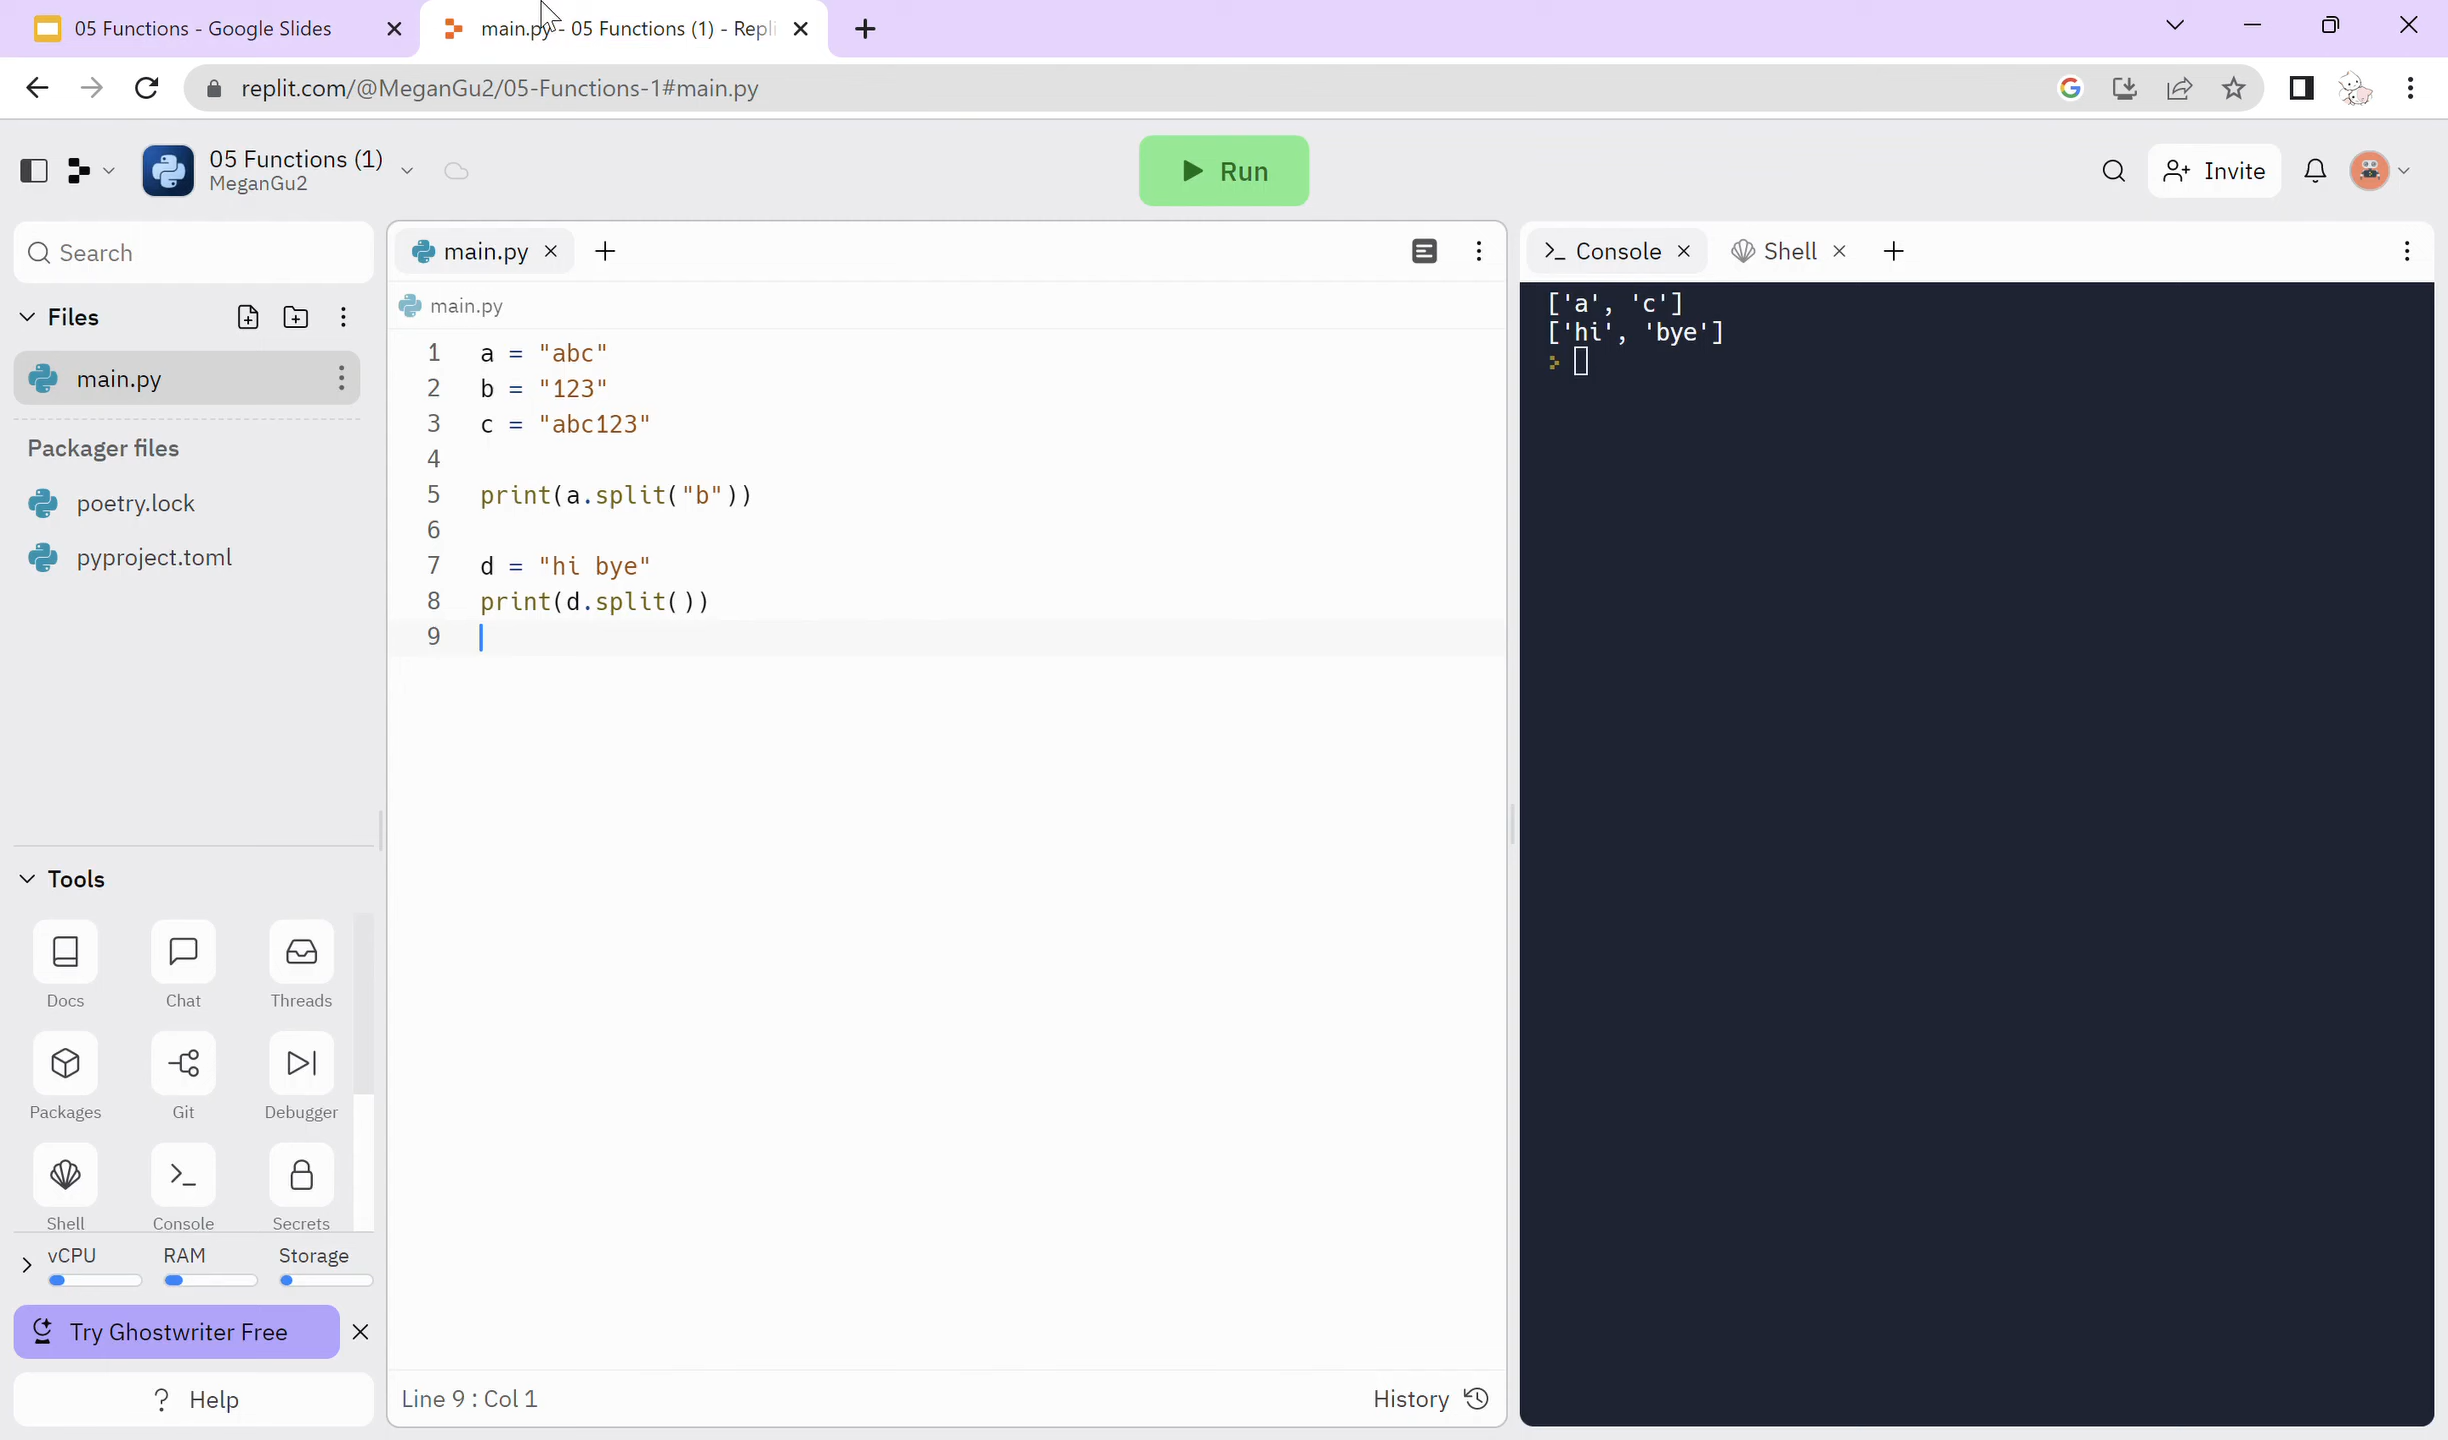 05 Functions - Google Slides
main.py - 05 Functions (1) - Repli
replit.com/@MeganGu2/05-Functions-1#main.py
05 Functions (1)
MeganGu2
Run
Invite
Search
Files
main.py
Packager files
poetry.lock
pyproject.toml
Tools
Docs Chat Threads
Packages Git Debugger
Shell Console Secrets
vCPU RAM Storage
Try Ghostwriter Free
? Help
main.py
main.py
1 a = "abc"
2 b = "123"
3 c = "abc123"
4
5 print(a.split("b"))
6
7 d = "hi bye"
8 print(d.split())
9
Line 9 : Col 1
History
Console
Shell
['a', 'c']
['hi', 'bye']